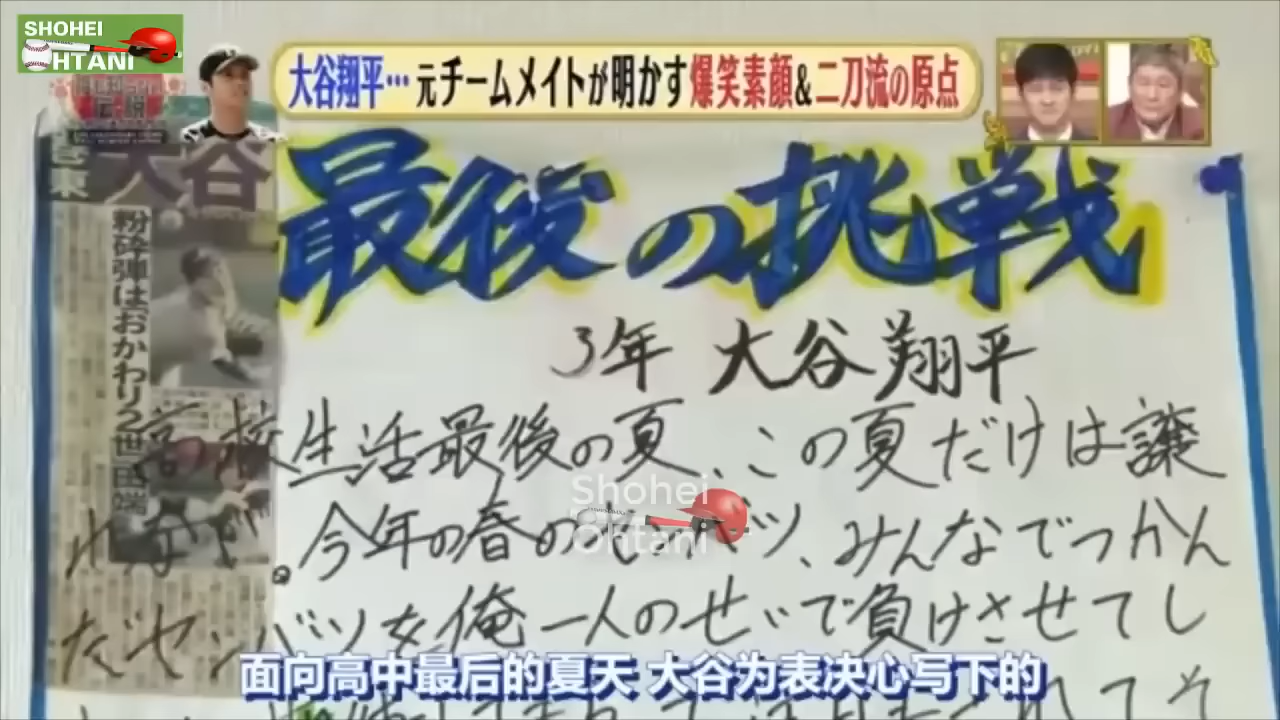 SHOHEI
OHTANI
大谷翔平…元チームメイトが明かす爆笑素顔&二刀流の原点
大谷
東
粉砕弾はおかわり2世 田端
最後の挑戦
3年 大谷翔平
高校生活最後の夏、この夏だけは譲
れない。今年の春のセンバツ、みんなでつかん
だセンバツを俺一人のせいで負けさせてし
Shohei
Ohtani
面向高中最后的夏天 大谷为表决心写下的